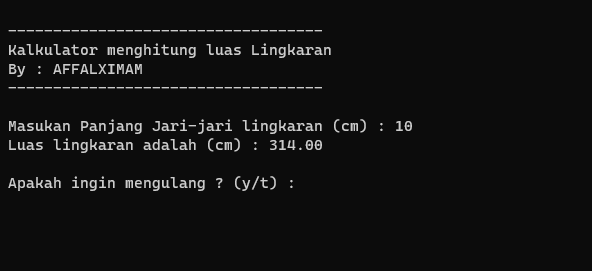 -----------------------------------
Kalkulator menghitung luas Lingkaran
By : AFFALXIMAM
-----------------------------------
Masukan Panjang Jari-jari lingkaran (cm) : 10
Luas lingkaran adalah (cm) : 314.00
Apakah ingin mengulang ? (y/t) :